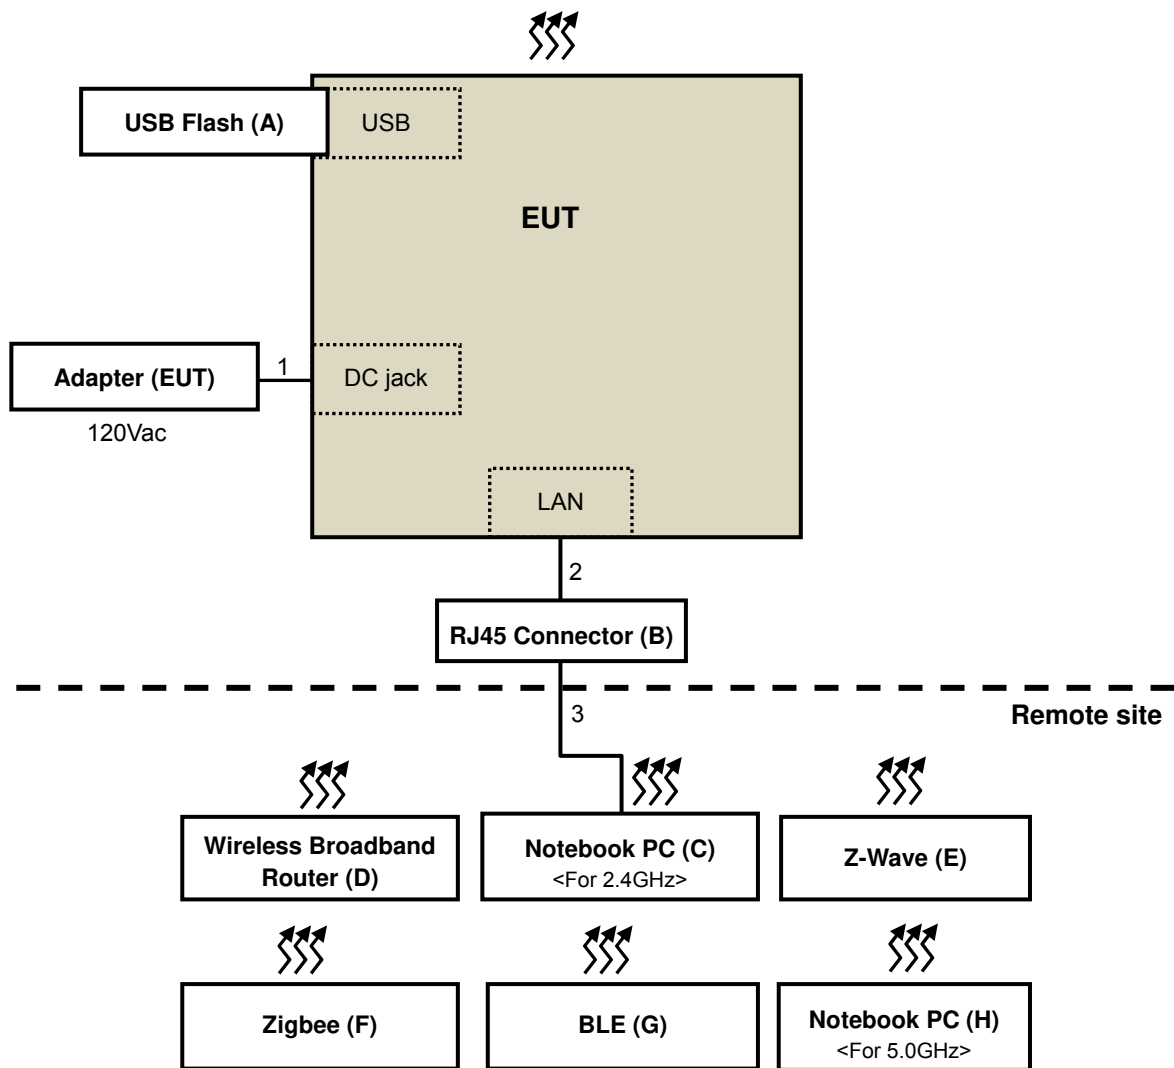 USB Flash (A)
USB
EUT
Adapter (EUT)
1
DC jack
120Vac
LAN
2
RJ45 Connector (B)
3
Remote site
Wireless Broadband
Router (D)
Notebook PC (C)
<For 2.4GHz>
Z-Wave (E)
Zigbee (F)
BLE (G)
Notebook PC (H)
<For 5.0GHz>